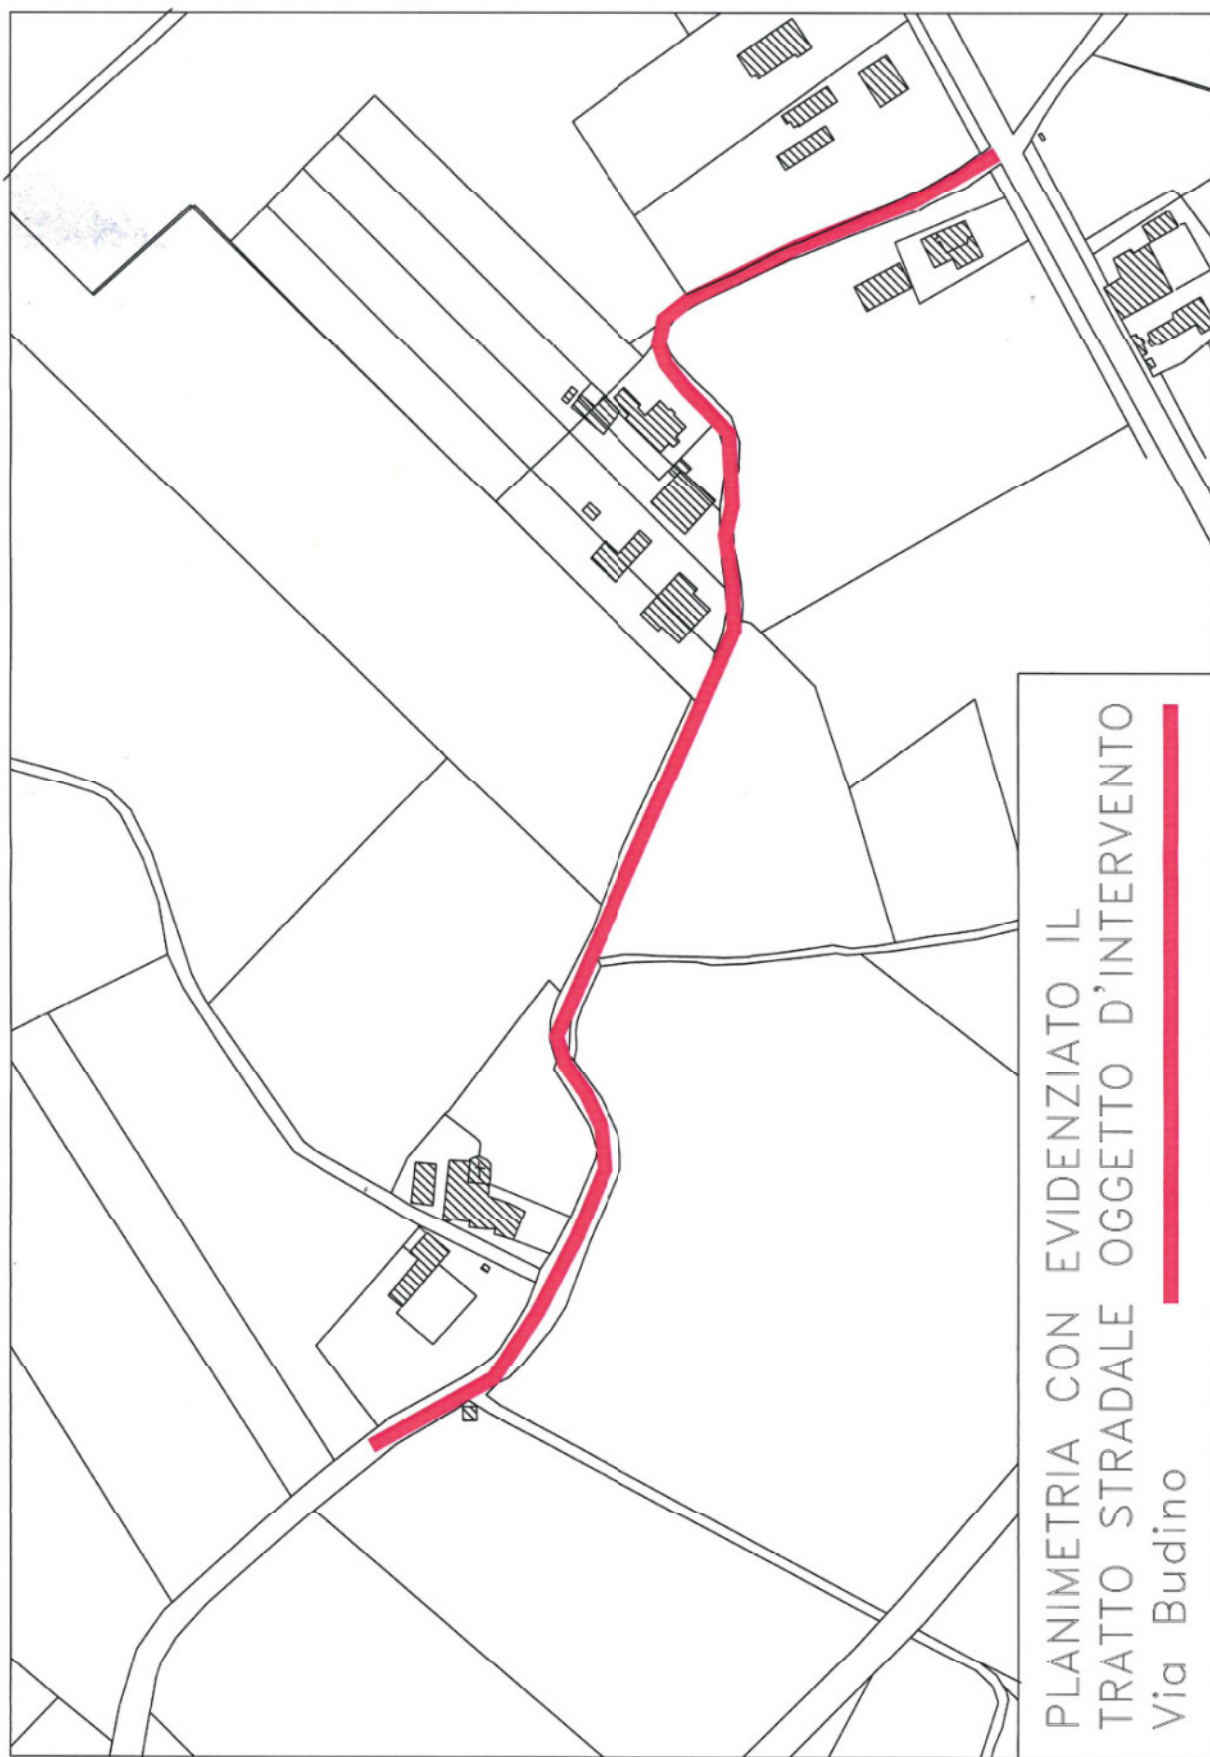 PLANIMETRIA CON EVIDENZIATO IL
TRATTO STRADALE OGGETTO D'INTERVENTO
Via Budino